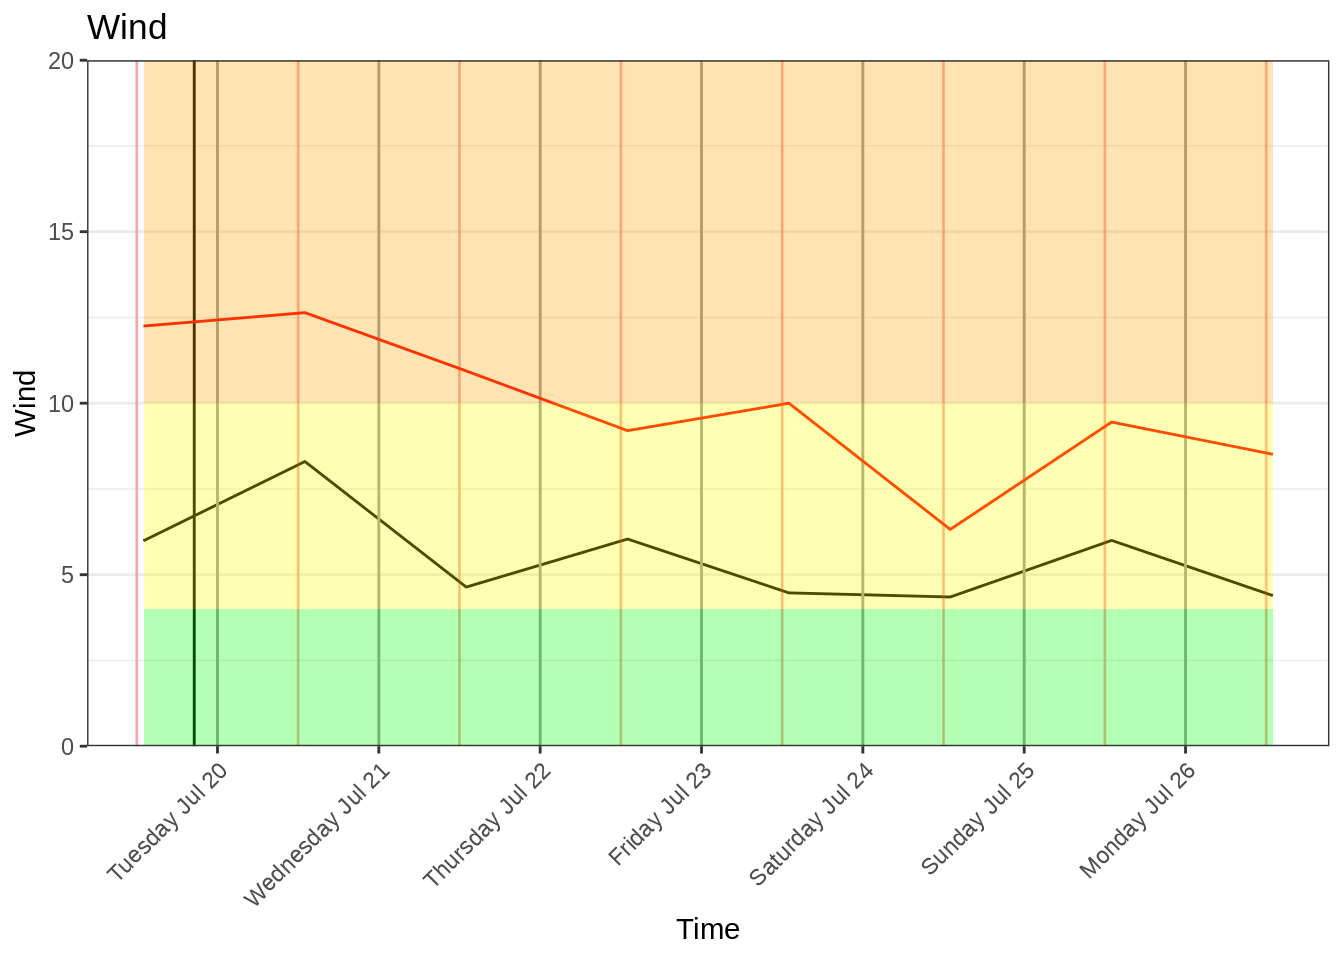 Wind
20
15
10
5
0
Wind
Tuesday Jul 20
Wednesday Jul 21
Thursday Jul 22
Friday Jul 23
Saturday Jul 24
Sunday Jul 25
Monday Jul 26
Time